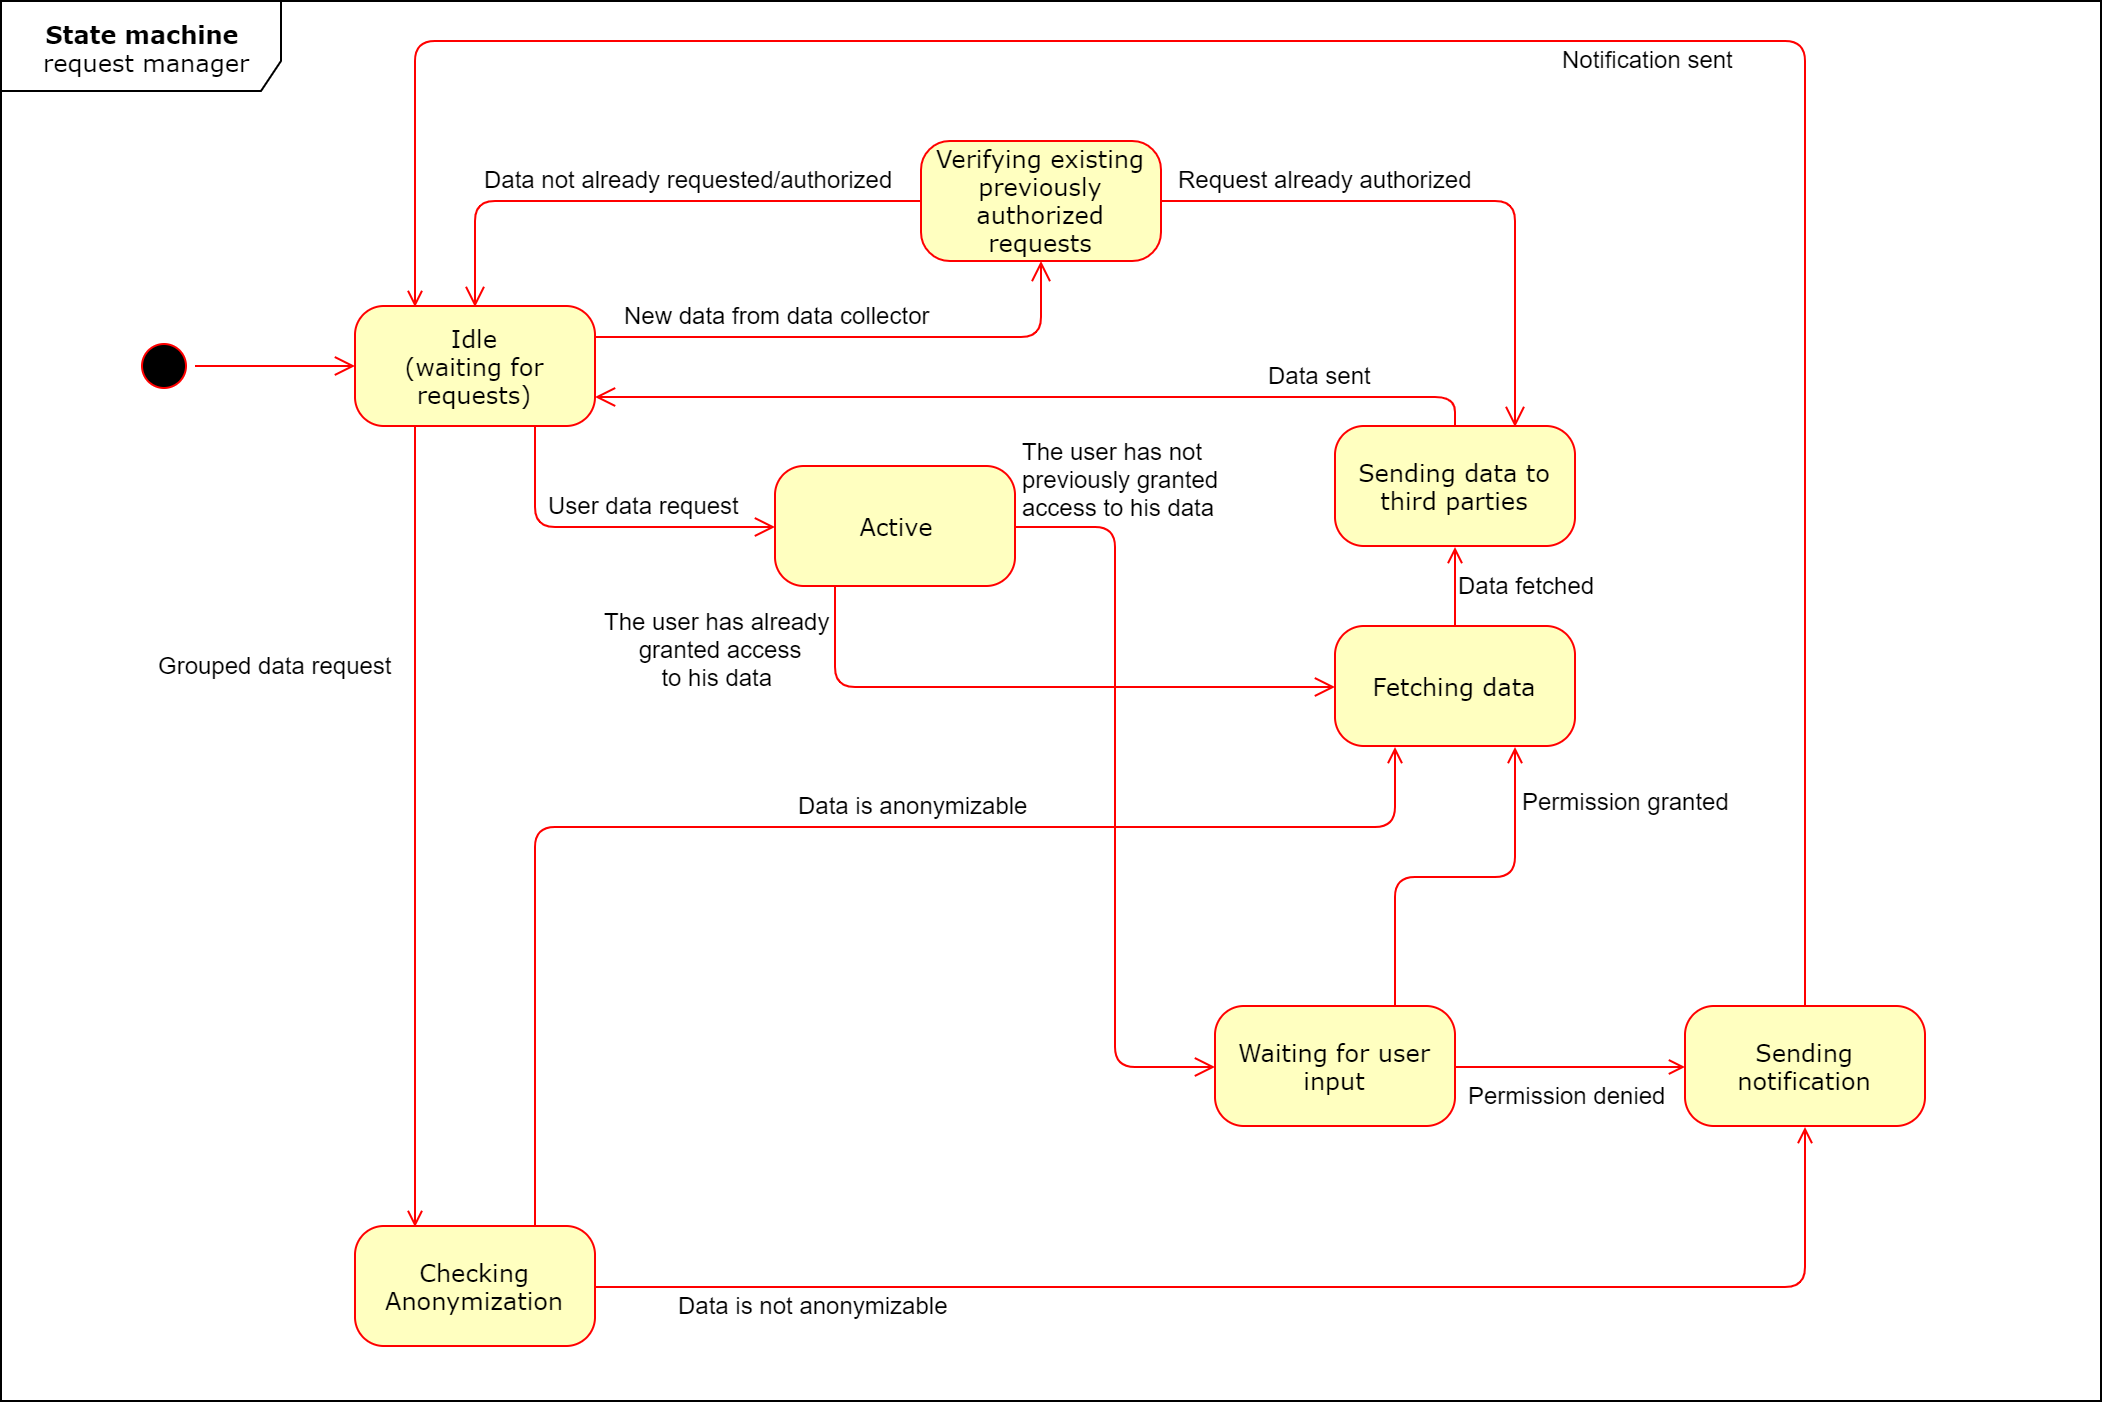 State machine
request manager
Notification sent
Verifying existing
previously
authorized
requests
Data not already requested/authorized
Request already authorized
Idle
(waiting for
requests)
New data from data collector
Data sent
The user has not
previously granted
access to his data
Sending data to
third parties
User data request
Active
Data fetched
The user has already
granted access
to his data
Grouped data request
Fetching data
Data is anonymizable
Permission granted
Waiting for user
input
Sending
notification
Permission denied
Checking
Anonymization
Data is not anonymizable